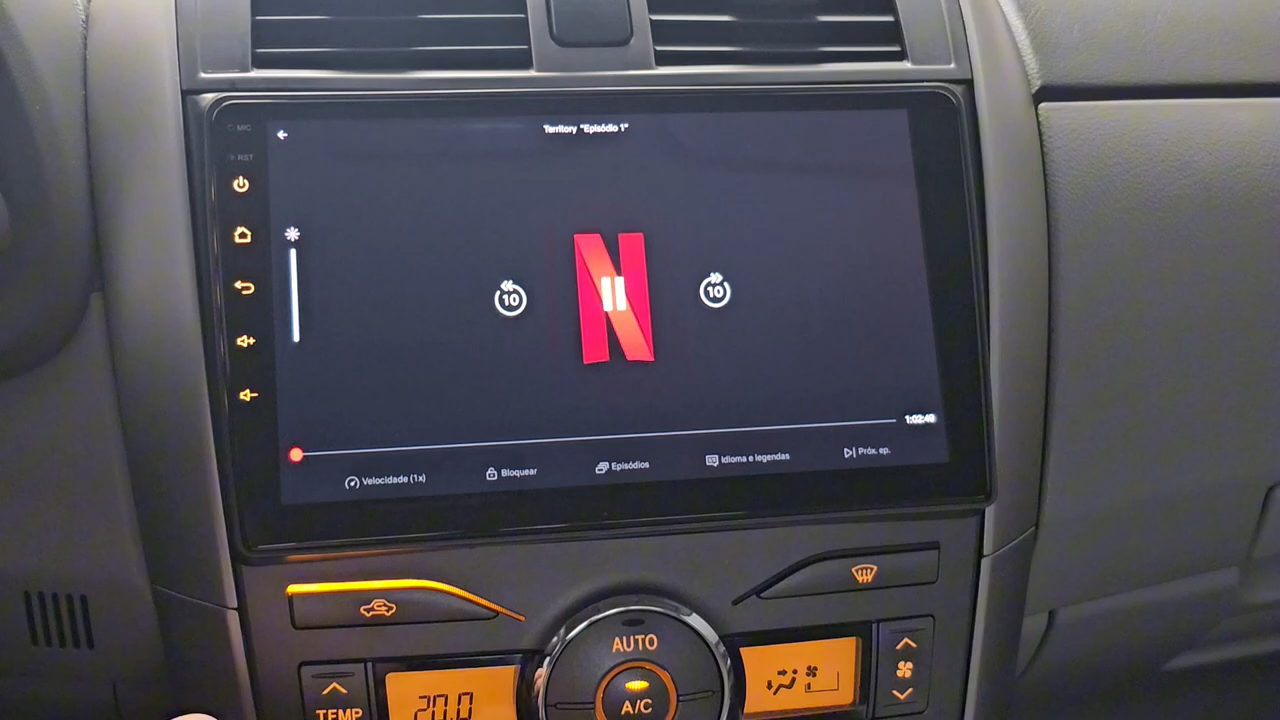 MIC
Territory "Episódio 1"
RST
10
N
10
1:02:49
Velocidade (1x)
Bloquear
Episódios
Idioma e legendas
Próx. ep.
AUTO
TEMP
20.0
A/C